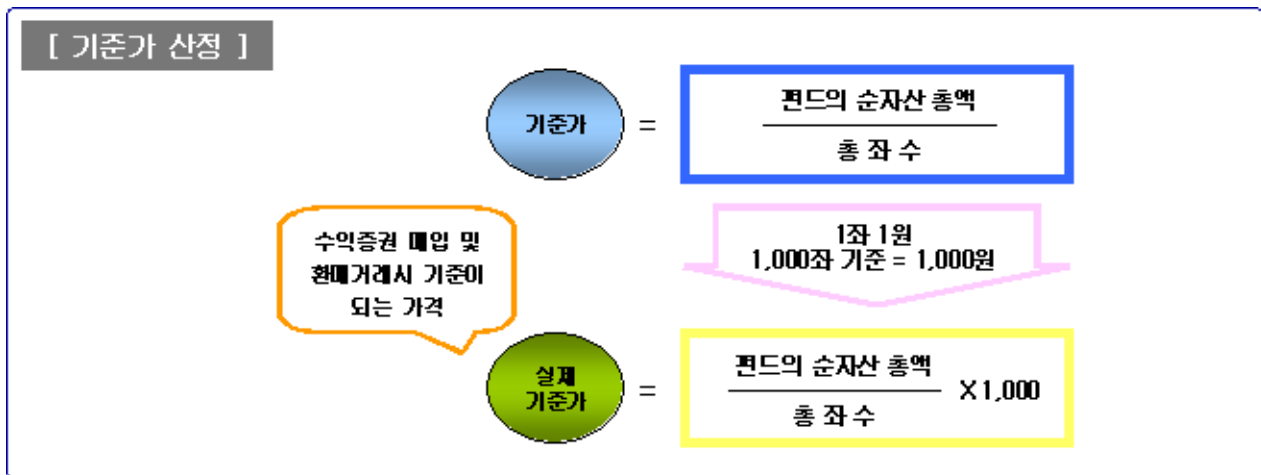 [ 기준가 산정 ]
기준가
=
펀드의 순자산 총액
총 좌 수
1좌 1원
1,000좌 기준 = 1,000원
수익증권 매입 및
환매거래시 기준이
되는 가격
실제
기준가
=
펀드의 순자산 총액
총 좌 수
X 1,000